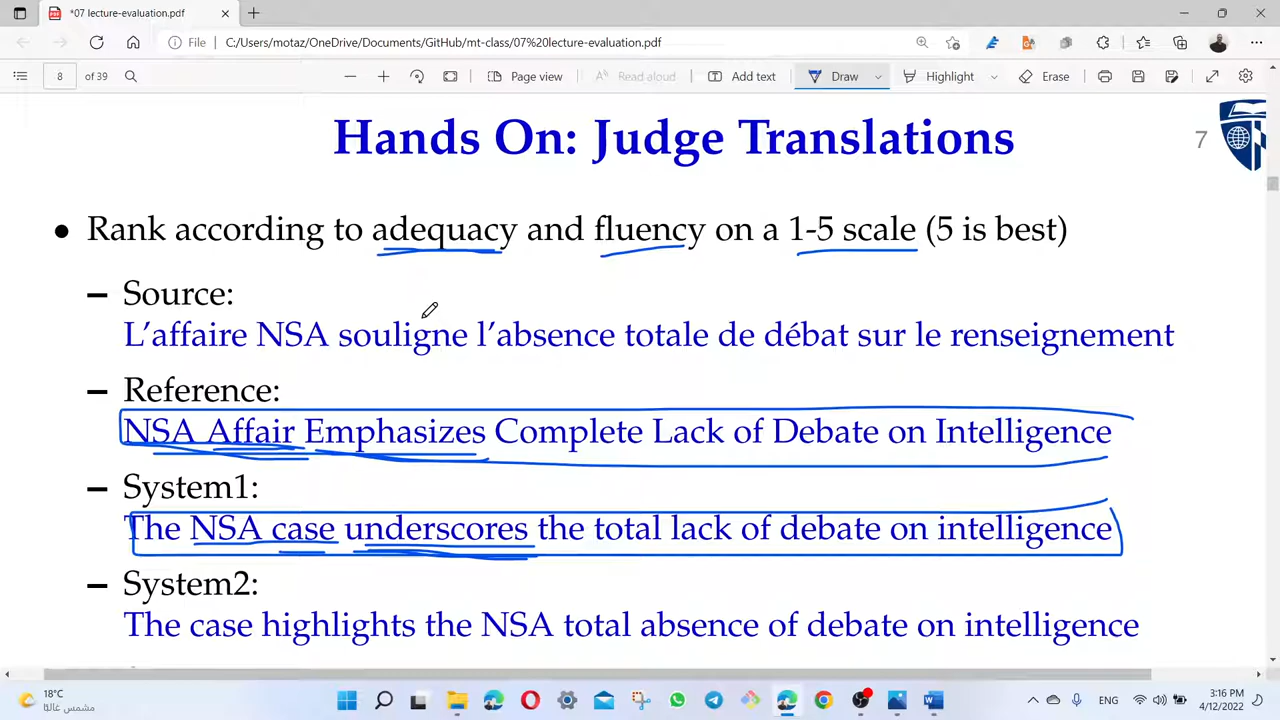 *07 lecture-evaluation.pdf
File
C:/Users/motaz/OneDrive/Documents/GitHub/mt-class/07%20lecture-evaluation.pdf
8 of 39
Page view
Read aloud
Add text
Draw
Highlight
Erase
Hands On: Judge Translations
7
• Rank according to adequacy and fluency on a 1-5 scale (5 is best)
– Source:
L'affaire NSA souligne l'absence totale de débat sur le renseignement
– Reference:
NSA Affair Emphasizes Complete Lack of Debate on Intelligence
– System1:
The NSA case underscores the total lack of debate on intelligence
– System2:
The case highlights the NSA total absence of debate on intelligence
18°C
مشمس غالبًا
ENG
3:16 PM
4/12/2022